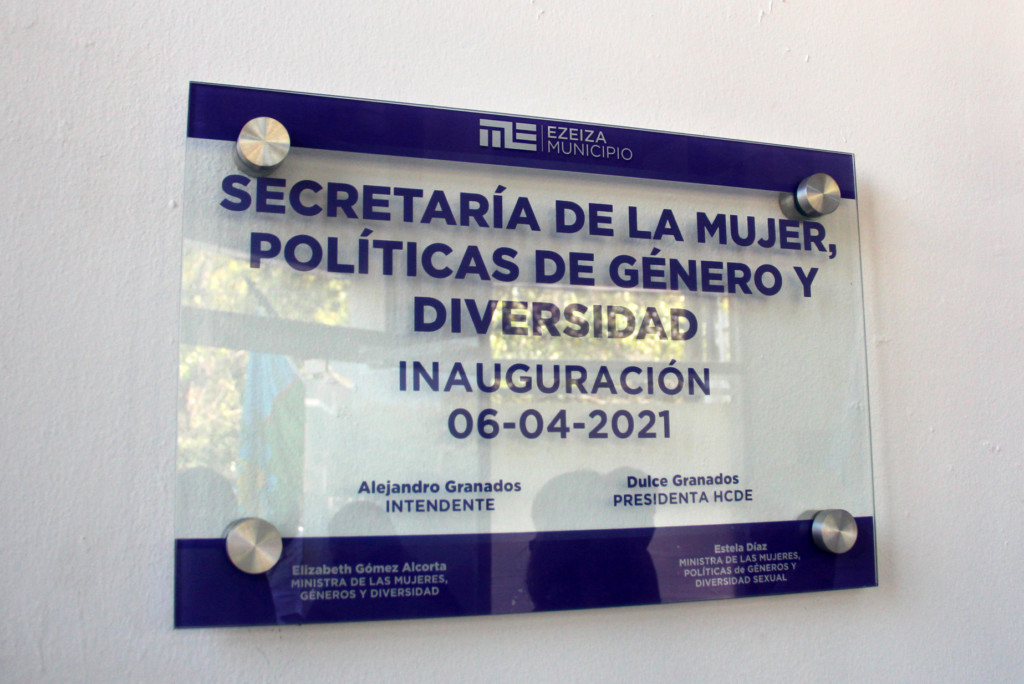 EZEIZA
MUNICIPIO
SECRETARÍA DE LA MUJER,
POLÍTICAS DE GÉNERO Y
DIVERSIDAD
INAUGURACIÓN
06-04-2021
Alejandro Granados
INTENDENTE
Dulce Granados
PRESIDENTA HCDE
Elizabeth Gómez Alcorta
MINISTRA DE LAS MUJERES,
GÉNEROS Y DIVERSIDAD
Estela Díaz
MINISTRA DE LAS MUJERES,
POLÍTICAS de GÉNEROS Y
DIVERSIDAD SEXUAL